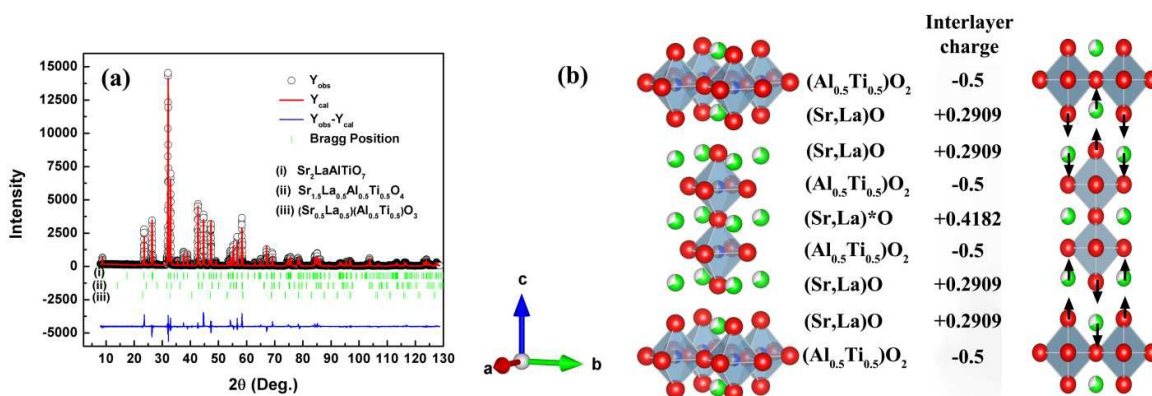 (a)
Y_obs
Y_cal
Y_obs-Y_cal
Bragg Position
(i) Sr₂LaAlTiO₇
(ii) Sr₁.₅La₀.₅Al₀.₅Ti₀.₅O₄
(iii) (Sr₀.₅La₀.₅)(Al₀.₅Ti₀.₅)O₃
Intensity
15000
12500
10000
7500
5000
2500
0
(i)
(ii)
-2500
(iii)
-5000
10 20 30 40 50 60 70 80 90 100 110 120 130
2θ (Deg.)
c
a
b
(b)
Interlayer
charge
(Al₀.₅Ti₀.₅)O₂ -0.5
(Sr,La)O +0.2909
(Sr,La)O +0.2909
(Al₀.₅Ti₀.₅)O₂ -0.5
(Sr,La)*O +0.4182
(Al₀.₅Ti₀.₅)O₂ -0.5
(Sr,La)O +0.2909
(Sr,La)O +0.2909
(Al₀.₅Ti₀.₅)O₂ -0.5